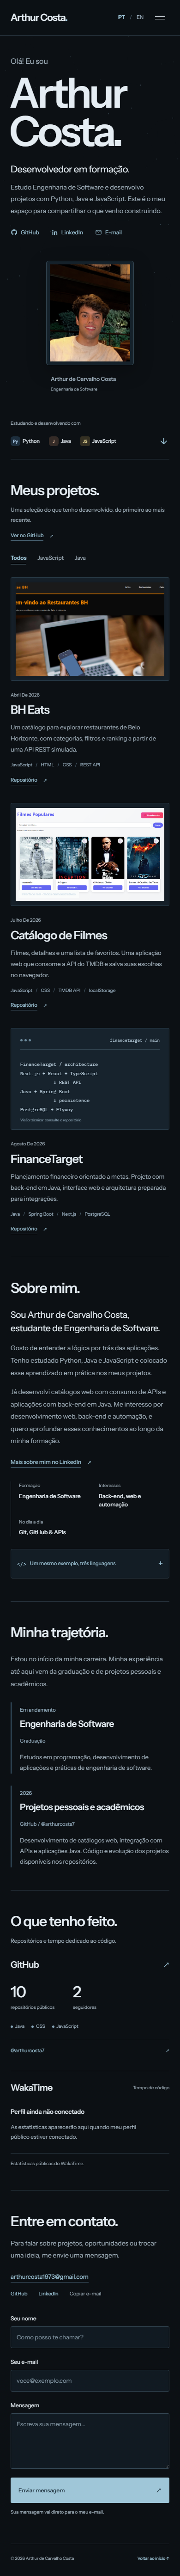 Arthur Costa.
PT / EN
Olá! Eu sou
Arthur
Costa.
Desenvolvedor em formação.
Estudo Engenharia de Software e desenvolvo
projetos com Python, Java e JavaScript. Este é o meu
espaço para compartilhar o que venho construindo.
GitHub LinkedIn E-mail
Arthur de Carvalho Costa
Engenharia de Software
Estudando e desenvolvendo com
Py Python J Java JS JavaScript ↓
Meus projetos.
Uma seleção do que tenho desenvolvido, do primeiro ao mais
recente.
Ver no GitHub ↗
Todos JavaScript Java
BH
m-vindo ao Restaurantes BH
Abril De 2026
BH Eats
Um catálogo para explorar restaurantes de Belo
Horizonte, com categorias, filtros e ranking a partir de
uma API REST simulada.
JavaScript / HTML / CSS / REST API
Repositório ↗
Filmes Populares
Julho De 2026
Catálogo de Filmes
Filmes, detalhes e uma lista de favoritos. Uma aplicação
web que consome a API do TMDB e salva suas escolhas
no navegador.
JavaScript / CSS / TMDB API / localStorage
Repositório ↗
financetarget / main
FinanceTarget / architecture
Next.js + React + TypeScript
↓ REST API
Java + Spring Boot
↓ persistence
PostgreSQL + Flyway
Visão técnica · consulte o repositório
Agosto De 2026
FinanceTarget
Planejamento financeiro orientado a metas. Projeto com
back-end em Java, interface web e arquitetura preparada
para integrações.
Java / Spring Boot / Next.js / PostgreSQL
Repositório ↗
Sobre mim.
Sou Arthur de Carvalho Costa,
estudante de Engenharia de Software.
Gosto de entender a lógica por trás das aplicações.
Tenho estudado Python, Java e JavaScript e colocado
esse aprendizado em prática nos meus projetos.
Já desenvolvi catálogos web com consumo de APIs e
aplicações com back-end em Java. Me interesso por
desenvolvimento web, back-end e automação, e
quero aprofundar esses conhecimentos ao longo da
minha formação.
Mais sobre mim no LinkedIn ↗
Formação
Engenharia de Software
Interesses
Back-end, web e
automação
No dia a dia
Git, GitHub & APIs
</> Um mesmo exemplo, três linguagens +
Minha trajetória.
Estou no início da minha carreira. Minha experiência
até aqui vem da graduação e de projetos pessoais e
acadêmicos.
Em andamento
Engenharia de Software
Graduação
Estudos em programação, desenvolvimento de
aplicações e práticas de engenharia de software.
2026
Projetos pessoais e acadêmicos
GitHub / @arthurcosta7
Desenvolvimento de catálogos web, integração com
APIs e aplicações Java. Código e evolução dos projetos
disponíveis nos repositórios.
O que tenho feito.
Repositórios e tempo dedicado ao código.
GitHub ↗
10 2
repositórios públicos seguidores
Java CSS JavaScript
@arthurcosta7 ↗
WakaTime Tempo de código
Perfil ainda não conectado
As estatísticas aparecerão aqui quando meu perfil
público estiver conectado.
Estatísticas públicas do WakaTime.
Entre em contato.
Para falar sobre projetos, oportunidades ou trocar
uma ideia, me envie uma mensagem.
arthurcosta1973@gmail.com
GitHub LinkedIn Copiar e-mail
Seu nome
Como posso te chamar?
Seu e-mail
voce@exemplo.com
Mensagem
Escreva sua mensagem...
Enviar mensagem ↗
Sua mensagem vai direto para o meu e-mail.
© 2026 Arthur de Carvalho Costa Voltar ao início ↑